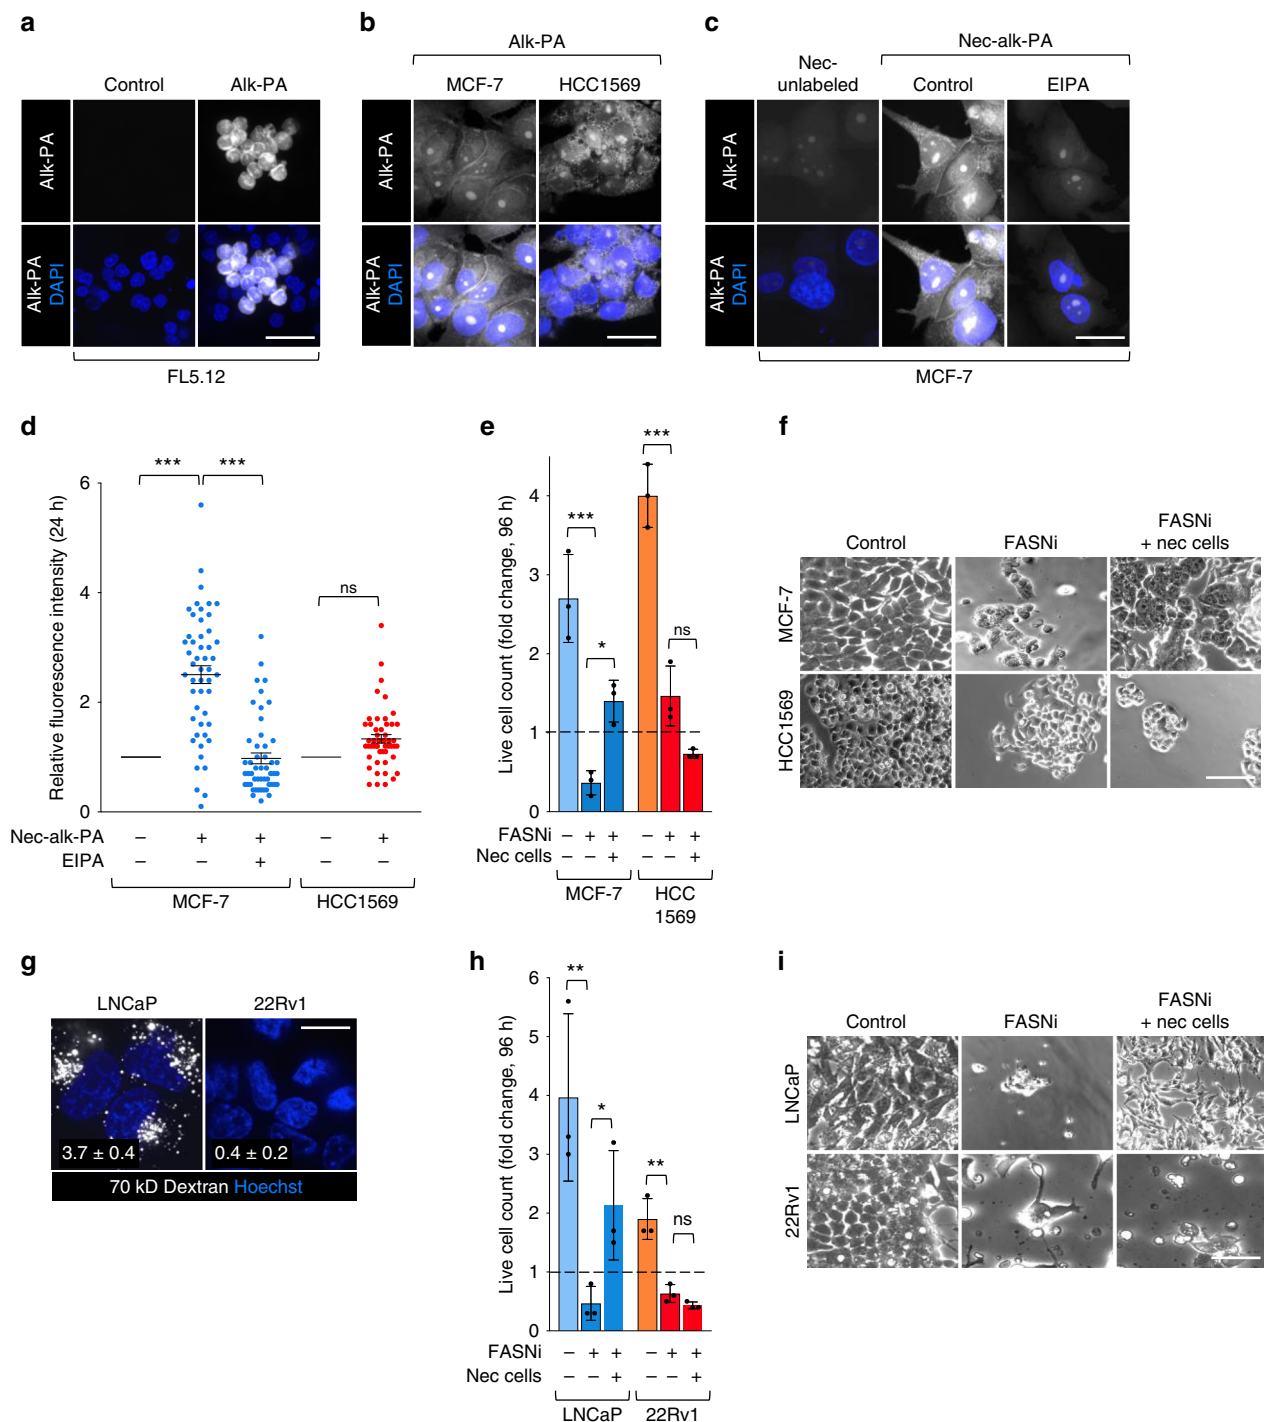 a
Control
Alk-PA
Alk-PA
Alk-PA
DAPI
FL5.12
b
Alk-PA
MCF-7
HCC1569
Alk-PA
Alk-PA
DAPI
c
Nec-alk-PA
Nec-
unlabeled
Control
EIPA
Alk-PA
Alk-PA
DAPI
MCF-7
d
Relative fluorescence intensity (24 h)
6
4
2
0
***
***
ns
Nec-alk-PA – + + – +
EIPA – – + – –
MCF-7
HCC1569
e
Live cell count (fold change, 96 h)
4
3
2
1
0
***
*
***
ns
FASNi – + + – + +
Nec cells – – + – – +
MCF-7
HCC
1569
f
Control
FASNi
FASNi
+ nec cells
MCF-7
HCC1569
g
LNCaP
22Rv1
3.7 ± 0.4
0.4 ± 0.2
70 kD Dextran Hoechst
h
Live cell count (fold change, 96 h)
6
5
4
3
2
1
0
**
*
**
ns
FASNi – + + – + +
Nec cells – – + – – +
LNCaP
22Rv1
i
Control
FASNi
FASNi
+ nec cells
LNCaP
22Rv1